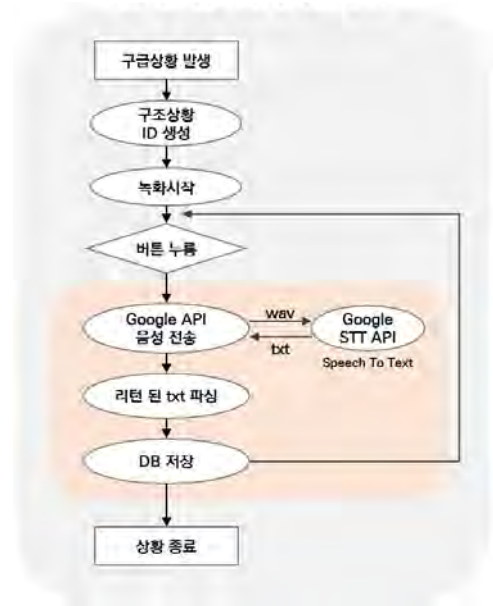 구급상황 발생
구조상황
ID 생성
녹화시작
버튼 누름
Google API
음성 전송
wav
txt
Google
STT API
Speech To Text
리턴 된 txt 파싱
DB 저장
상황 종료